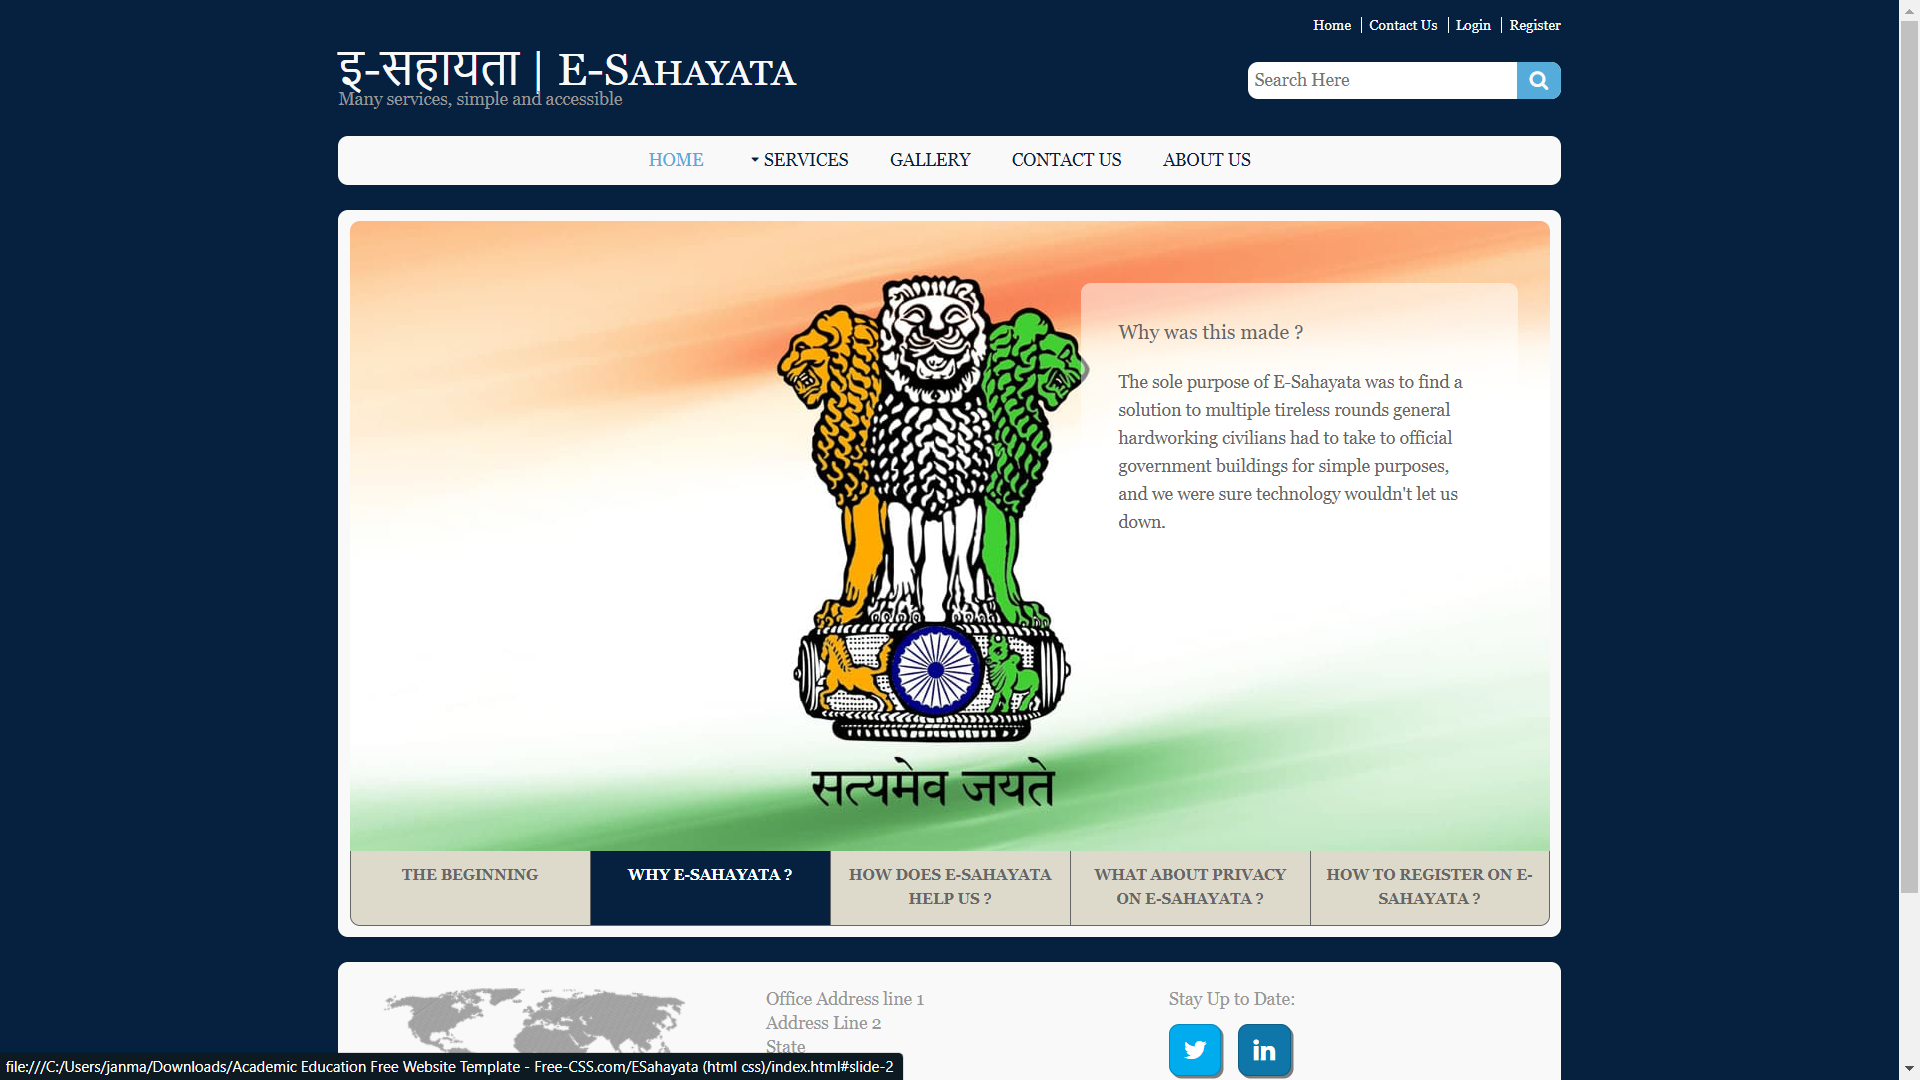 Home
Contact Us
Login
Register
इ-सहायता | E-SAHAYATA
Many services, simple and accessible
Search Here
HOME
SERVICES
GALLERY
CONTACT US
ABOUT US
Why was this made ?
The sole purpose of E-Sahayata was to find a
solution to multiple tireless rounds general
hardworking civilians had to take to official
government buildings for simple purposes,
and we were sure technology wouldn't let us
down.
सत्यमेव जयते
THE BEGINNING
WHY E-SAHAYATA ?
HOW DOES E-SAHAYATA
HELP US ?
WHAT ABOUT PRIVACY
ON E-SAHAYATA ?
HOW TO REGISTER ON E-
SAHAYATA ?
Office Address line 1
Address Line 2
State
Stay Up to Date:
in
file:///C:/Users/janma/Downloads/Academic Education Free Website Template - Free-CSS.com/ESahayata (html css)/index.html#slide-2